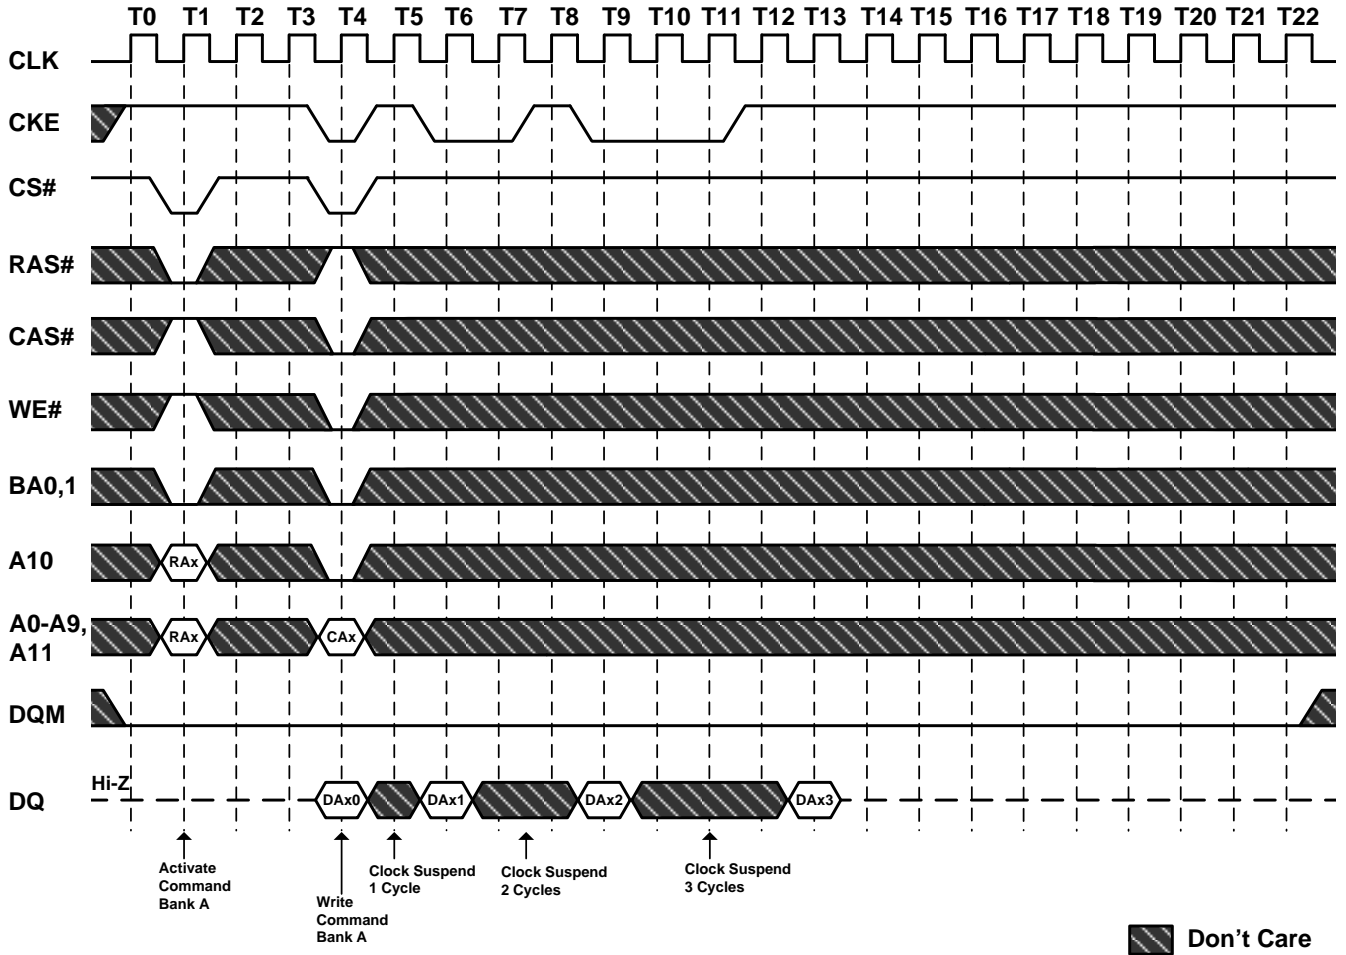 T0 T1 T2 T3 T4 T5 T6 T7 T8 T9 T10 T11 T12 T13 T14 T15 T16 T17 T18 T19 T20 T21 T22
CLK
CKE
CS#
RAS#
CAS#
WE#
BA0,1
A10
RAx
A0-A9,
A11
RAx
CAx
DQM
Hi-Z
DQ
DAx0
DAx1
DAx2
DAx3
Activate
Command
Bank A
Write
Command
Bank A
Clock Suspend
1 Cycle
Clock Suspend
2 Cycles
Clock Suspend
3 Cycles
Don't Care